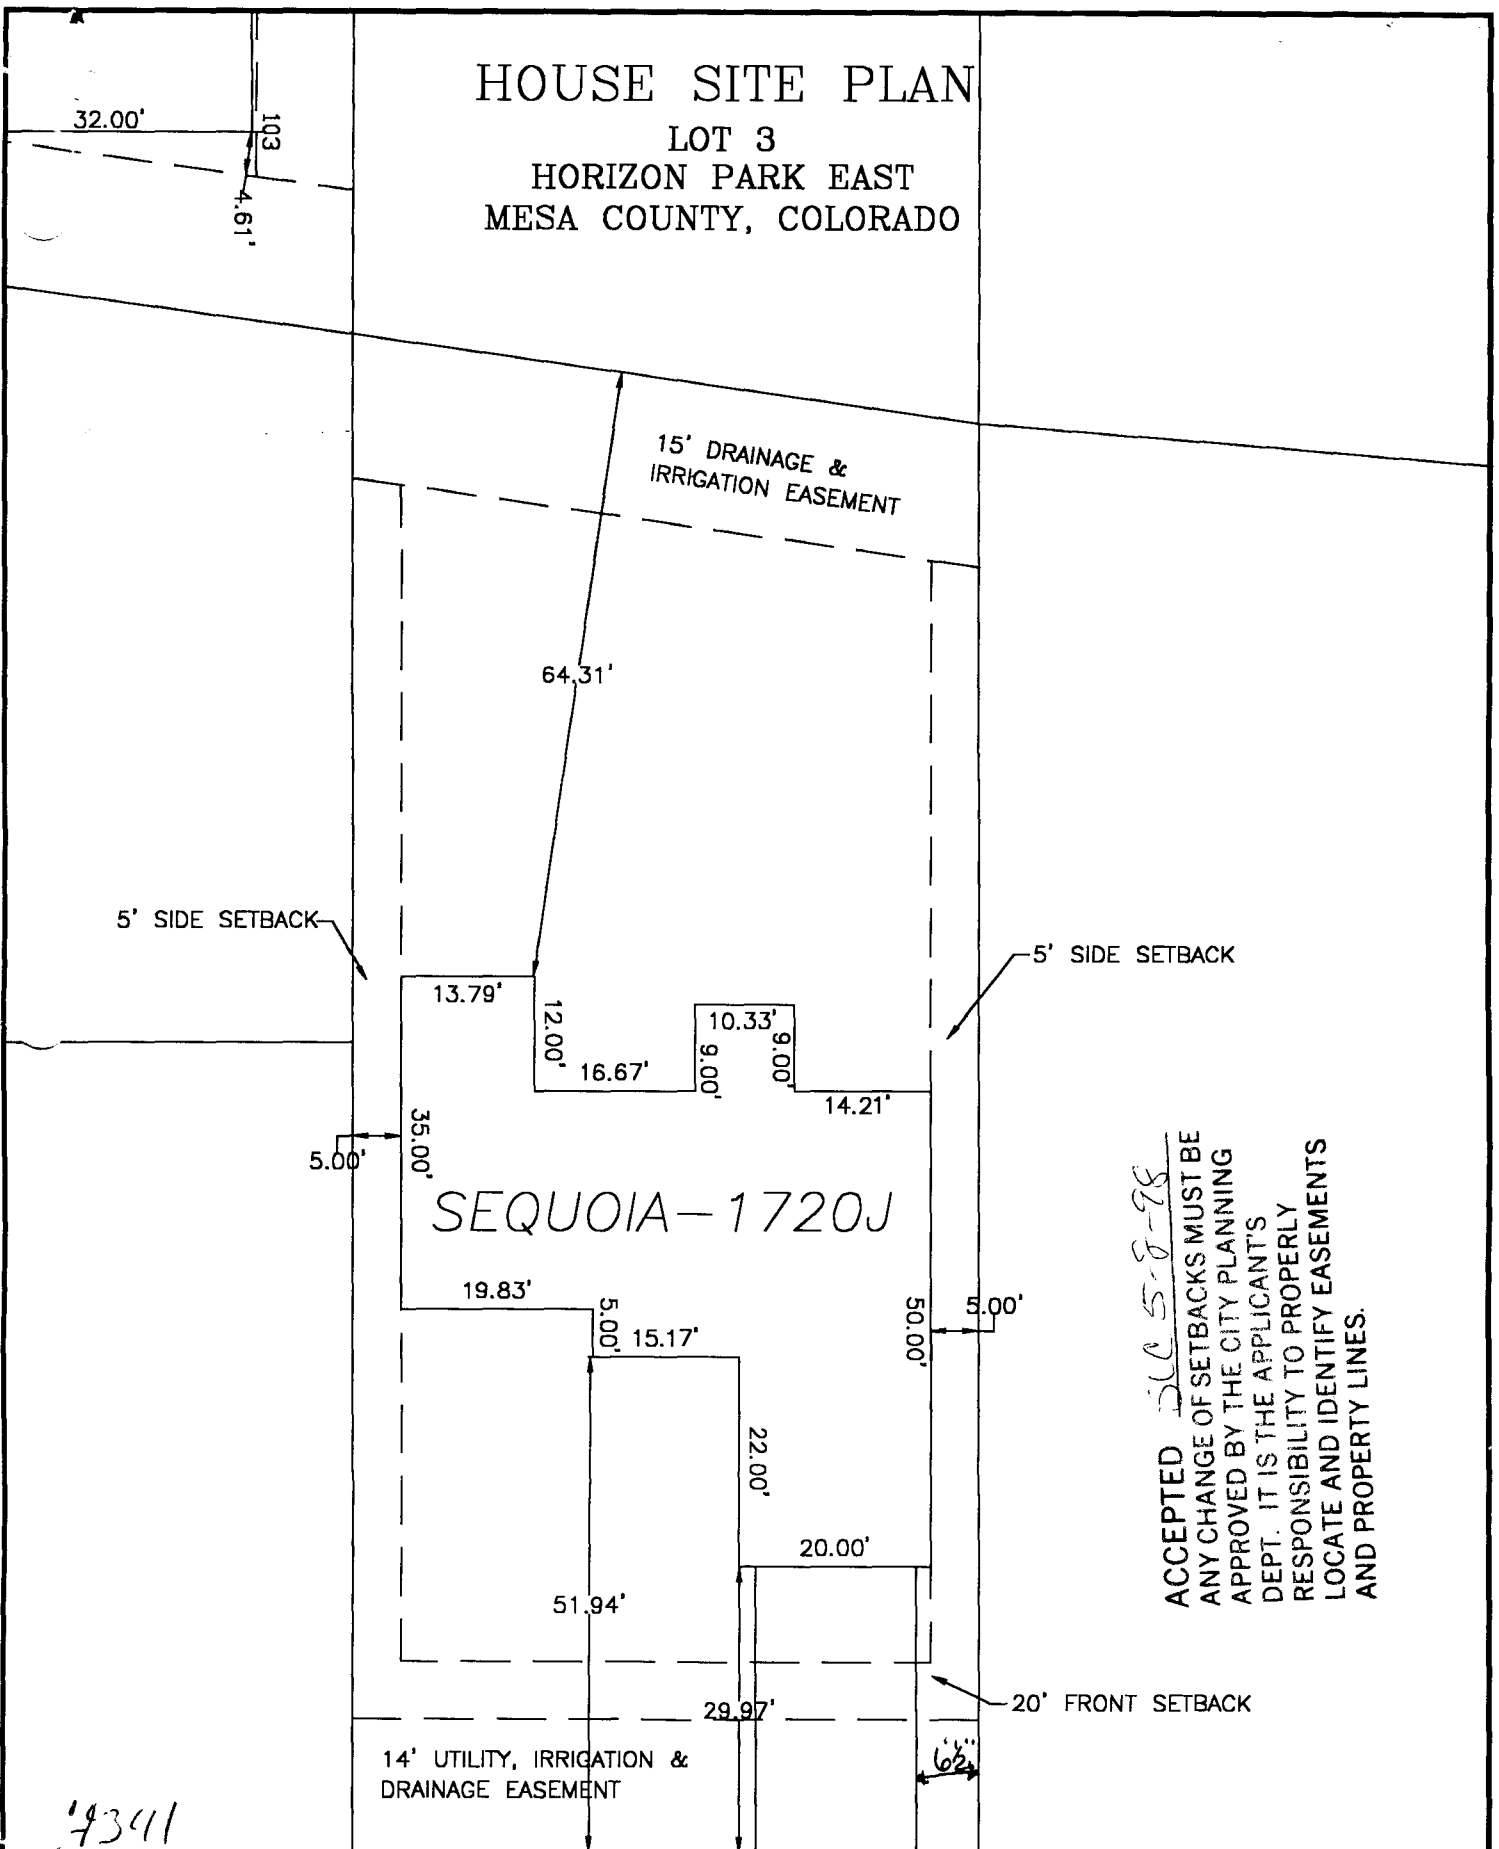 HOUSE SITE PLAN
LOT 3
HORIZON PARK EAST
MESA COUNTY, COLORADO
32.00'
103
4.61'
15' DRAINAGE &
IRRIGATION EASEMENT
64.31'
5' SIDE SETBACK
5' SIDE SETBACK
13.79'
12.00'
10.33'
9.00'
9.00'
16.67'
14.21'
35.00'
5.00'
SEQUOIA-1720J
19.83'
5.00'
15.17'
50.00'
5.00'
22.00'
20.00'
51.94'
29.97'
20' FRONT SETBACK
14' UTILITY, IRRIGATION &
DRAINAGE EASEMENT
ACCEPTED 5-8-98
ANY CHANGE OF SETBACKS MUST BE
APPROVED BY THE CITY PLANNING
DEPT. IT IS THE APPLICANT'S
RESPONSIBILITY TO PROPERLY
LOCATE AND IDENTIFY EASEMENTS
AND PROPERTY LINES.